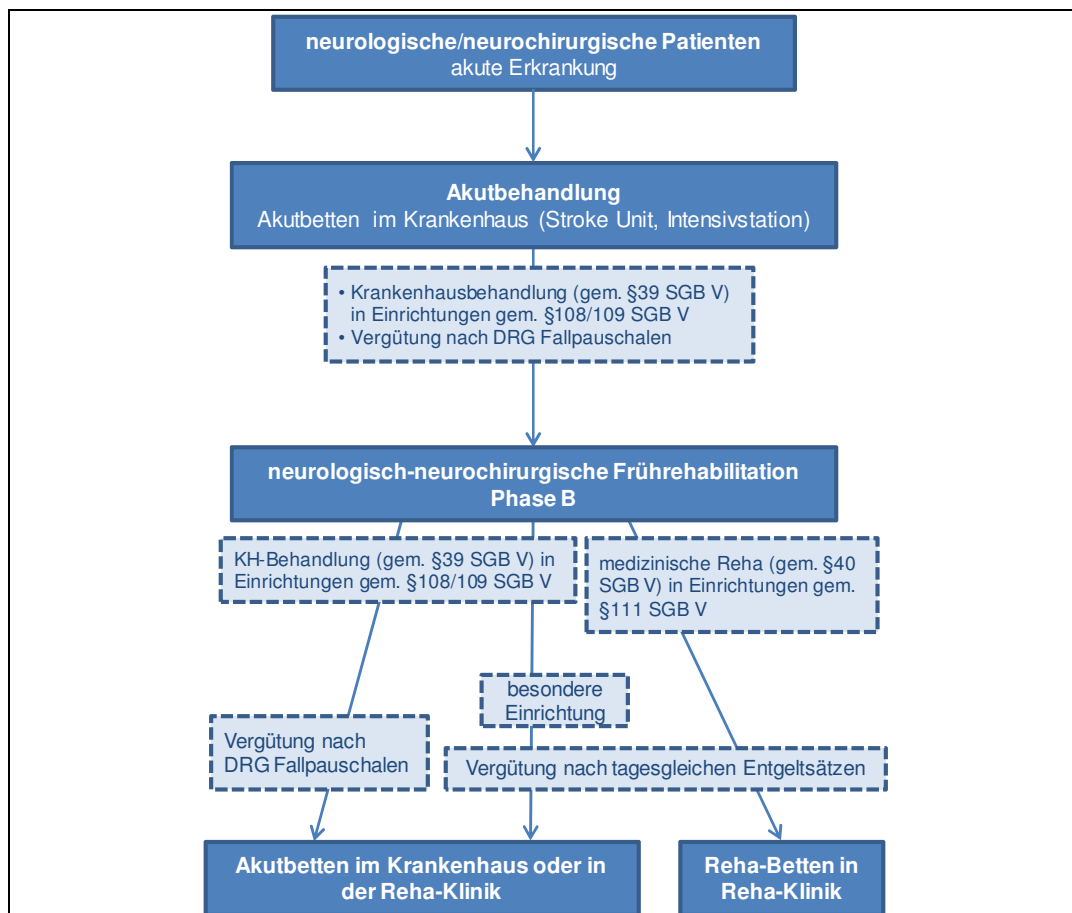 neurologische/neurochirurgische Patienten
akute Erkrankung
Akutbehandlung
Akutbetten im Krankenhaus (Stroke Unit, Intensivstation)
• Krankenhausbehandlung (gem. §39 SGB V)
in Einrichtungen gem. §108/109 SGB V
• Vergütung nach DRG Fallpauschalen
neurologisch-neurochirurgische Frührehabilitation
Phase B
KH-Behandlung (gem. §39 SGB V) in
Einrichtungen gem. §108/109 SGB V
medizinische Reha (gem. §40
SGB V) in Einrichtungen gem.
§111 SGB V
besondere
Einrichtung
Vergütung nach
DRG Fallpauschalen
Vergütung nach tagesgleichen Entgeltsätzen
Akutbetten im Krankenhaus oder in
der Reha-Klinik
Reha-Betten in
Reha-Klinik